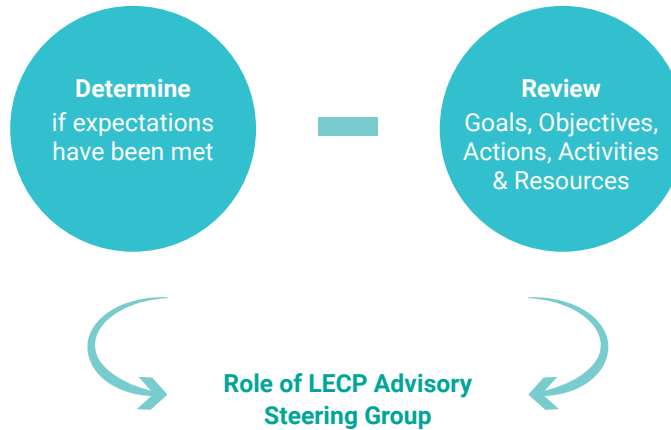 Determine
if expectations
have been met
Review
Goals, Objectives,
Actions, Activities
& Resources
Role of LECP Advisory
Steering Group